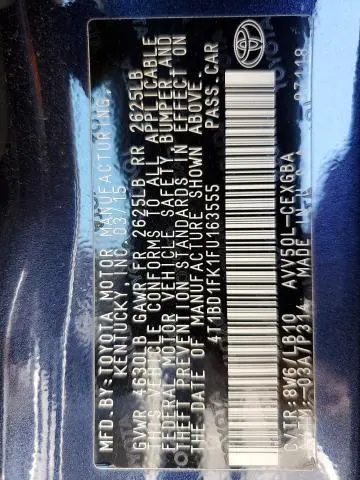 MFD. BY: TOYOTA MOTOR MANUFACTURING,
KENTUCKY, INC. 03/15
GVWR 4630LB GAWR FR 2625LB RR 2625LB
THIS VEHICLE CONFORMS TO ALL APPLICABLE
FEDERAL MOTOR VEHICLE SAFETY BUMPER AND
THEFT PREVENTION STANDARDS IN EFFECT ON
THE DATE OF MANUFACTURE SHOWN ABOVE.
4T1BD1FK1FU163555 PASS. CAR
C/TR:8W6/LB10 AVV50L-CEXGBA
MADE IN U.S.A.
TOYOTA